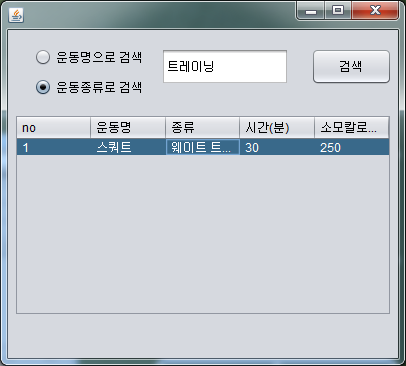 운동명으로 검색
트레이닝
검색
운동종류로 검색
no 운동명 종류 시간(분) 소모칼로...
1 스쿼트 웨이트 트... 30 250